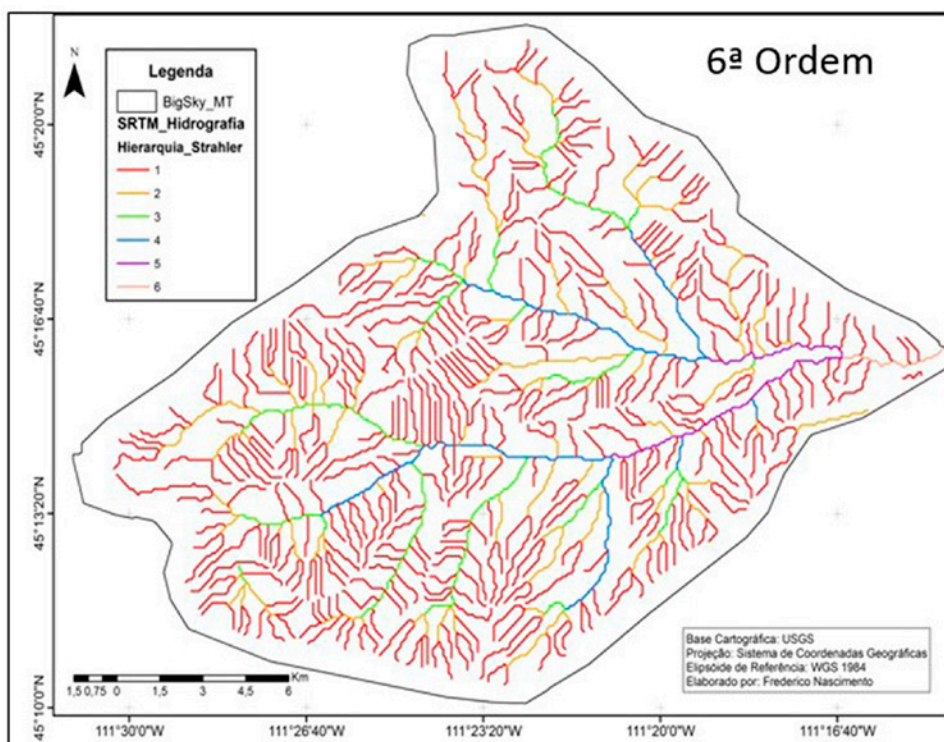 6ª Ordem
N
Legenda
BigSky_MT
SRTM_Hidrografia
Hierarquia_Strahler
1
2
3
4
5
6
45°20'0"N
45°16'40"N
45°13'20"N
45°10'0"N
Km
1,5 0,75 0 1,5 3 4,5 6
Base Cartográfica: USGS
Projeção: Sistema de Coordenadas Geográficas
Elipsóide de Referência: WGS 1984
Elaborado por: Frederico Nascimento
111°30'0"W 111°26'40"W 111°23'20"W 111°20'0"W 111°16'40"W